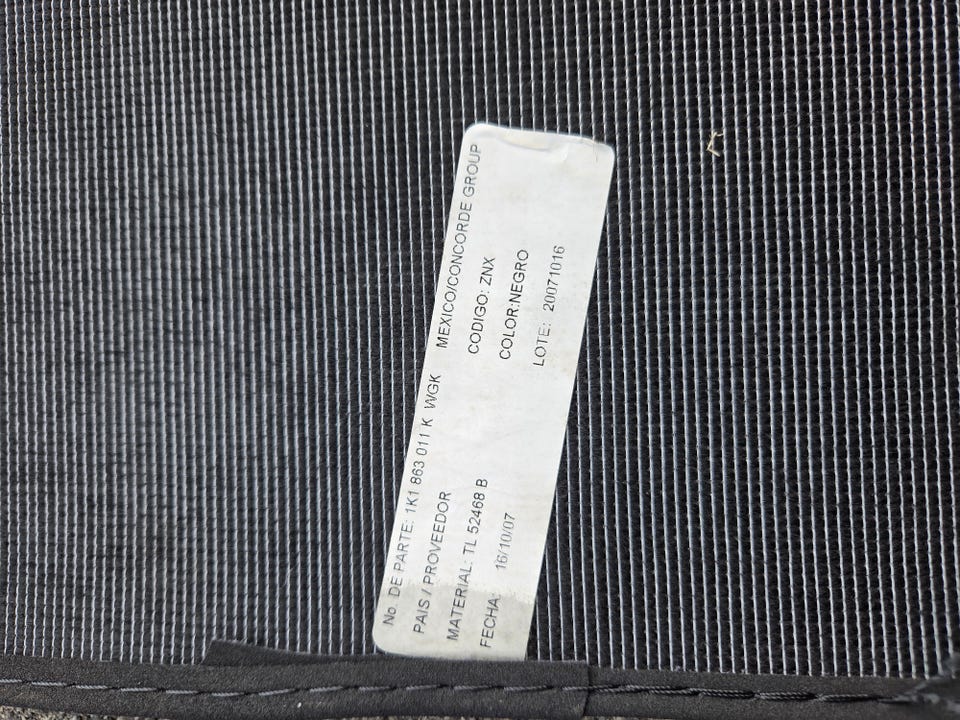 No. DE PARTE: 1K1 863 011 K WGK
PAIS / PROVEEDOR MEXICO/CONCORDE GROUP
MATERIAL: TL 52468 B CODIGO: ZNX
FECHA: 16/10/07 COLOR:NEGRO
LOTE: 20071016